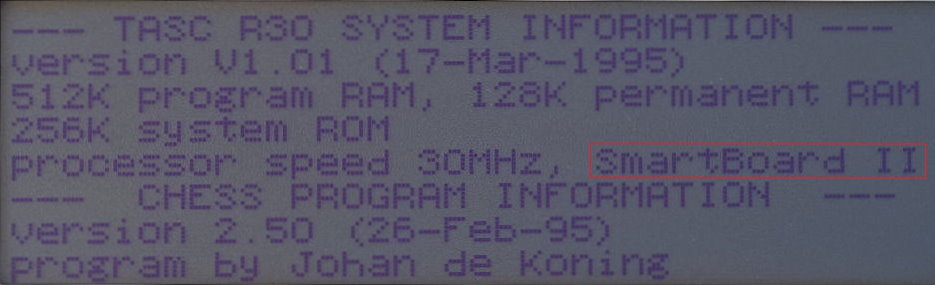 --- TASC R30 SYSTEM INFORMATION ---
version V1.01 (17-Mar-1995)
512K program RAM, 128K permanent RAM
256K system ROM
processor speed 30MHz, SmartBoard II
--- CHESS PROGRAM INFORMATION ---
version 2.50 (26-Feb-95)
program by Johan de Koning